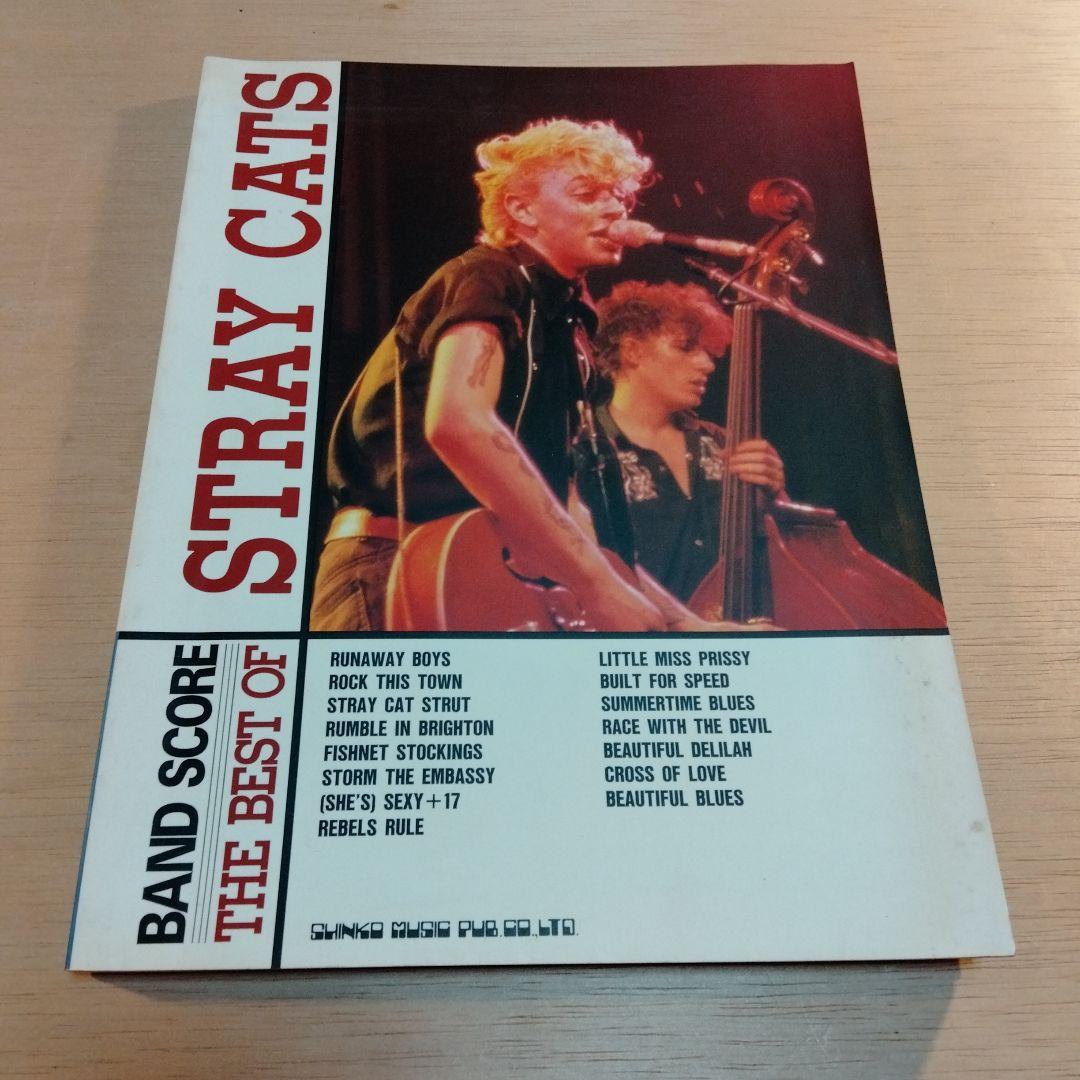 STRAY CATS
BAND SCORE
THE BEST OF
RUNAWAY BOYS
ROCK THIS TOWN
STRAY CAT STRUT
RUMBLE IN BRIGHTON
FISHNET STOCKINGS
STORM THE EMBASSY
(SHE'S) SEXY+17
REBELS RULE
LITTLE MISS PRISSY
BUILT FOR SPEED
SUMMERTIME BLUES
RACE WITH THE DEVIL
BEAUTIFUL DELILAH
CROSS OF LOVE
BEAUTIFUL BLUES
SHINKO MUSIC PUB.CO.,LTD.